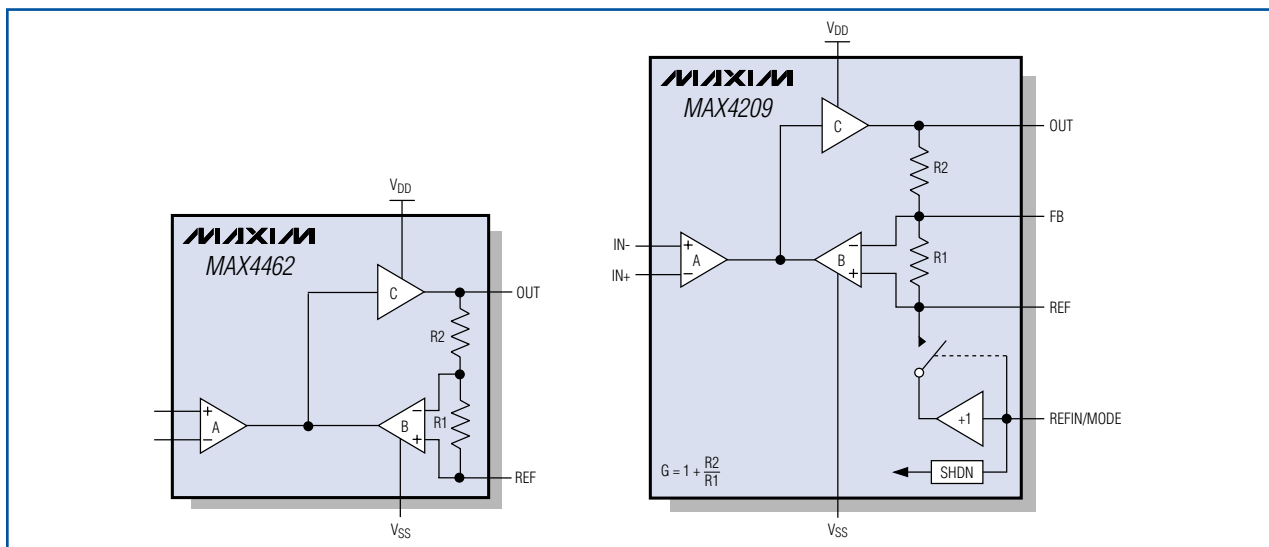 MAXIM
MAX4462
VDD
C
OUT
R2
+
A
−
B
−
+
R1
REF
VSS
MAXIM
MAX4209
VDD
C
OUT
R2
FB
IN-
+
A
IN+
−
B
−
+
R1
REF
+1
REFIN/MODE
SHDN
G = 1 + R2/R1
VSS